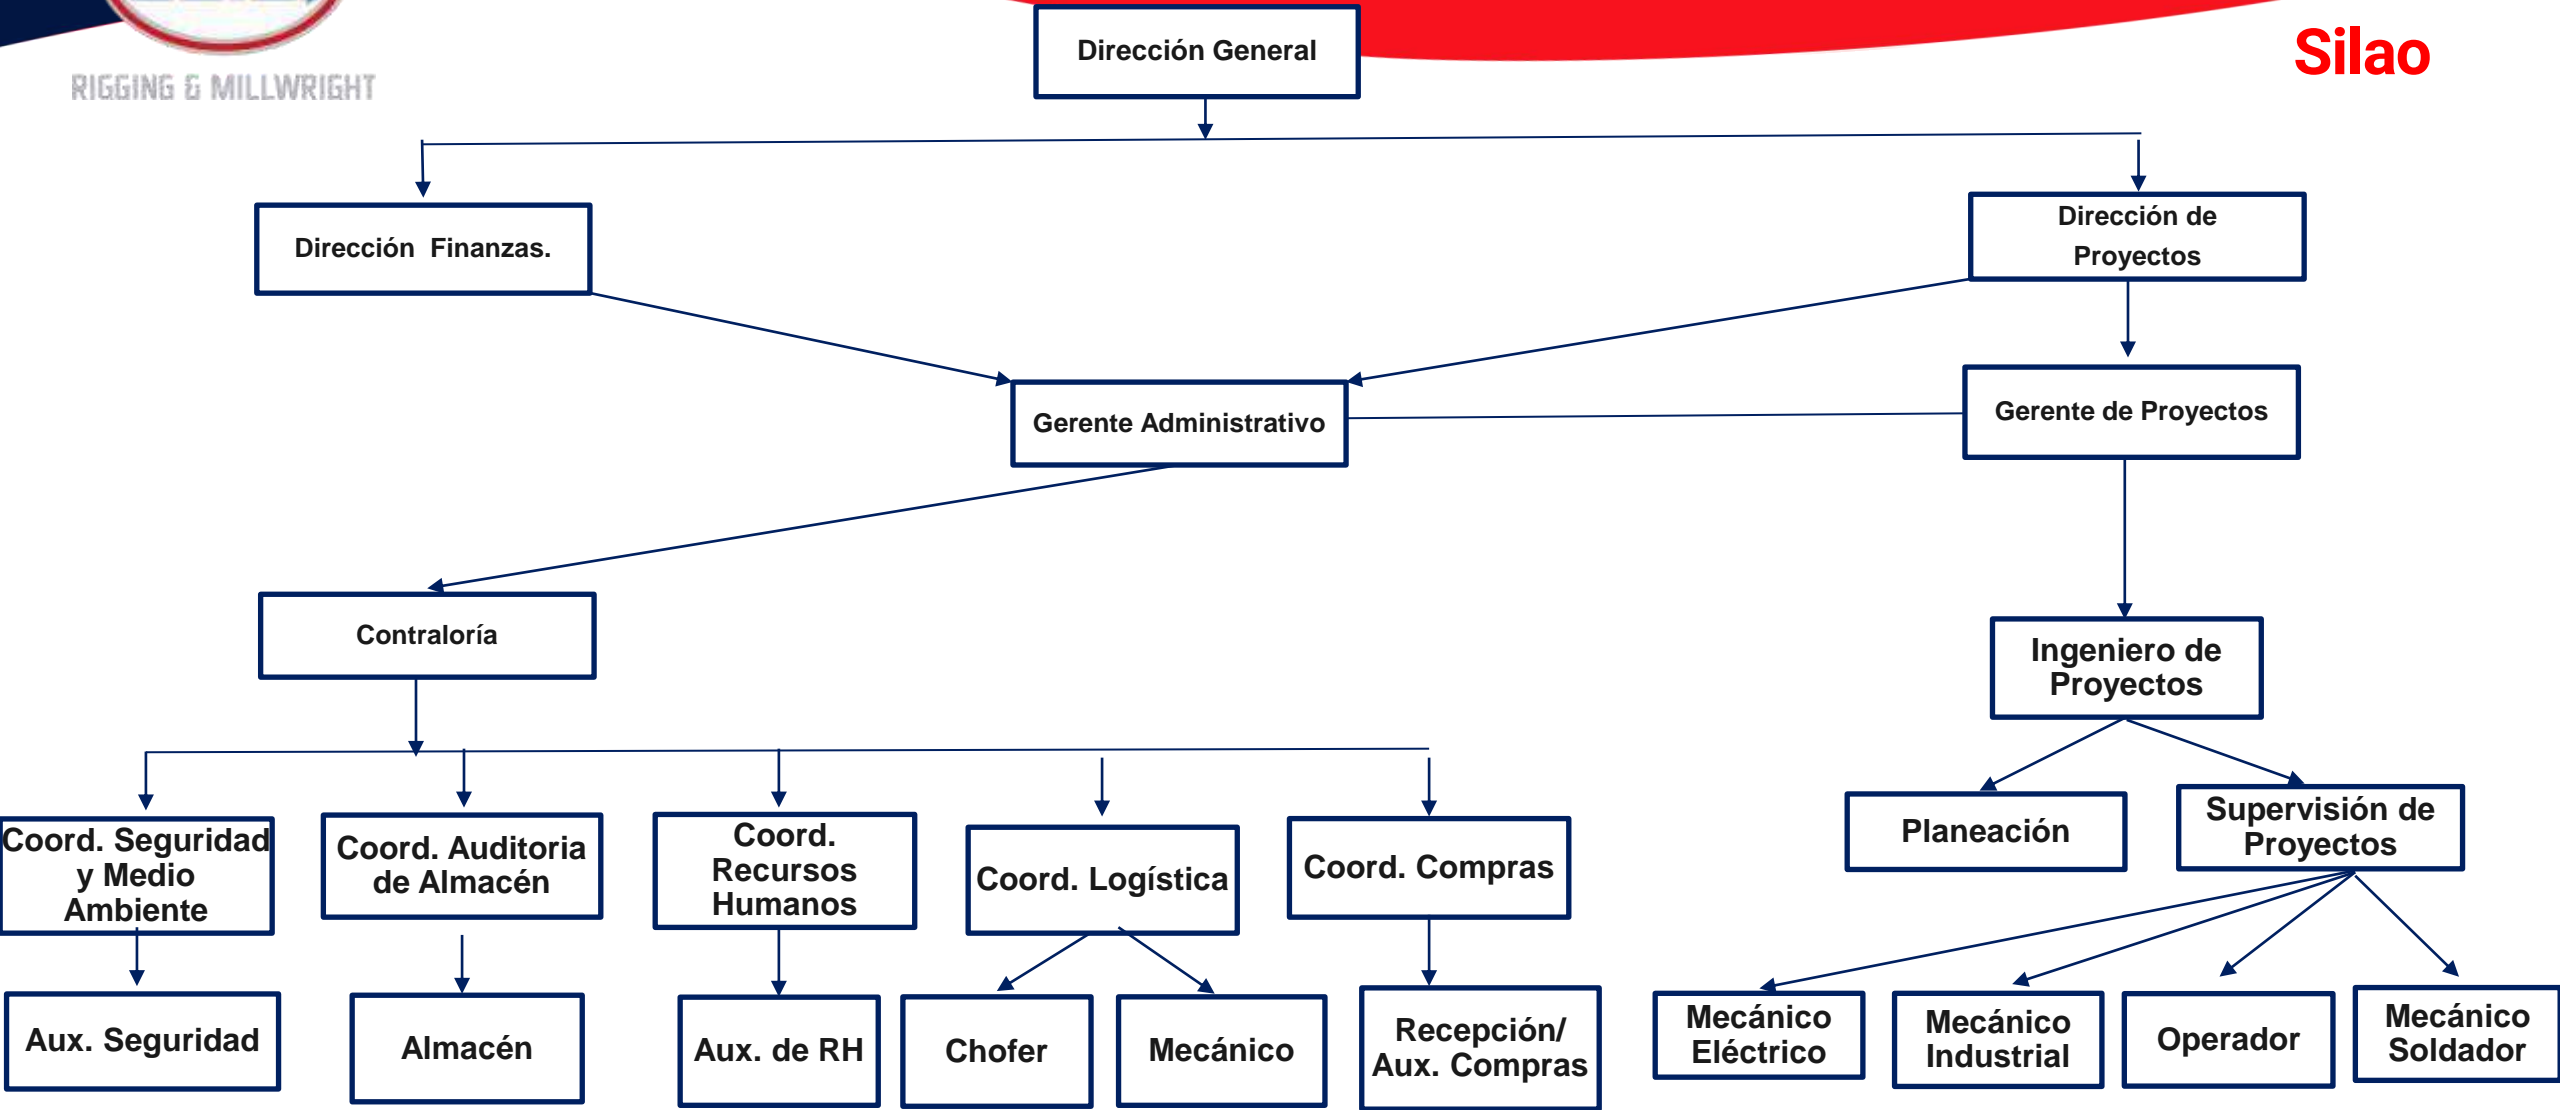 RIGGING & MILLWRIGHT
Silao
Dirección General
Dirección Finanzas.
Dirección de
Proyectos
Gerente Administrativo
Gerente de Proyectos
Contraloría
Ingeniero de
Proyectos
Coord. Seguridad
y Medio
Ambiente
Coord. Auditoria
de Almacén
Coord.
Recursos
Humanos
Coord. Logística
Coord. Compras
Planeación
Supervisión de
Proyectos
Aux. Seguridad
Almacén
Aux. de RH
Chofer
Mecánico
Recepción/
Aux. Compras
Mecánico
Eléctrico
Mecánico
Industrial
Operador
Mecánico
Soldador